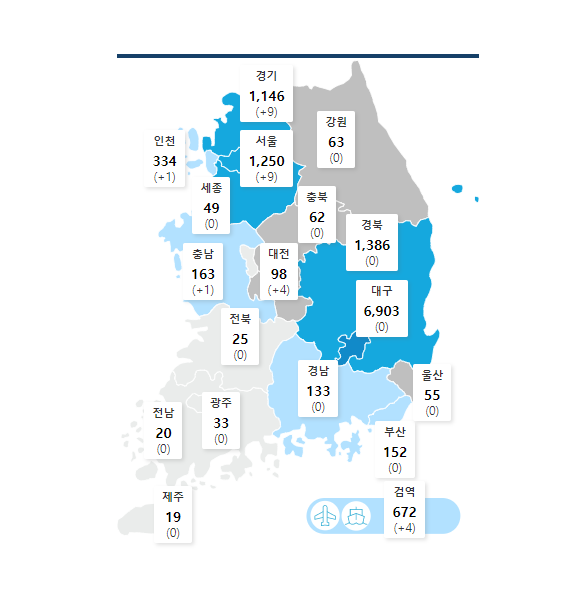 경기
1,146
(+9)
강원
63
(0)
인천
334
(+1)
서울
1,250
(+9)
세종
49
(0)
충북
62
(0)
경북
1,386
(0)
충남
163
(+1)
대전
98
(+4)
대구
6,903
(0)
전북
25
(0)
경남
133
(0)
울산
55
(0)
광주
33
(0)
전남
20
(0)
부산
152
(0)
검역
672
(+4)
제주
19
(0)